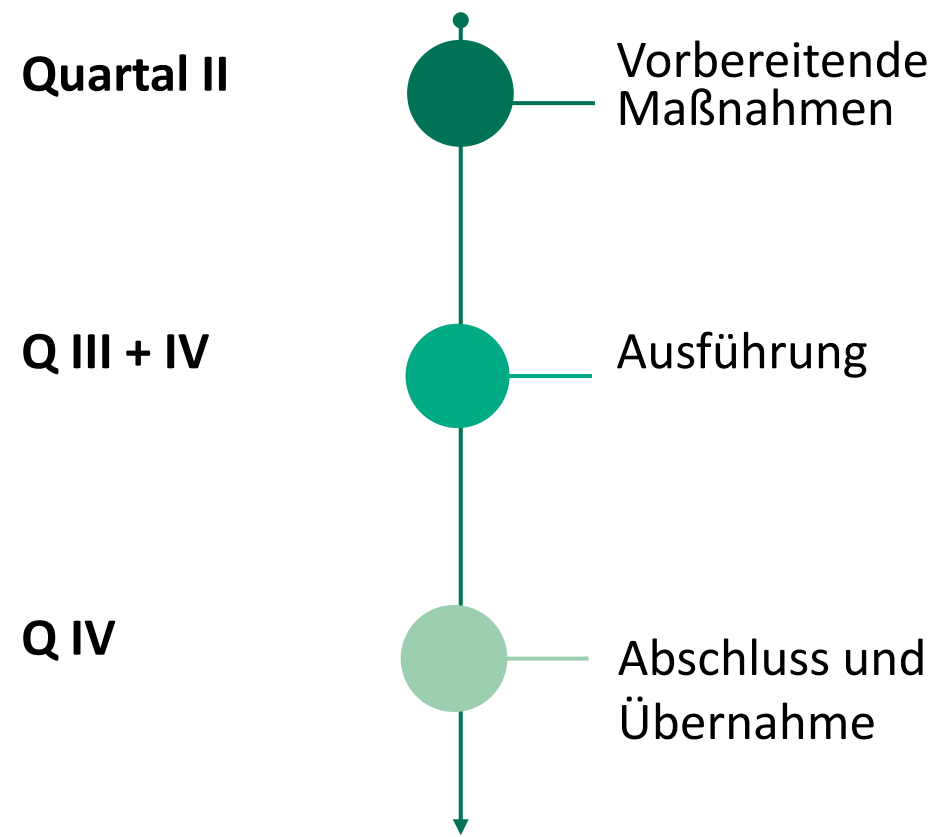 Quartal II
Vorbereitende
Maßnahmen
Q III + IV
Ausführung
Q IV
Abschluss und
Übernahme